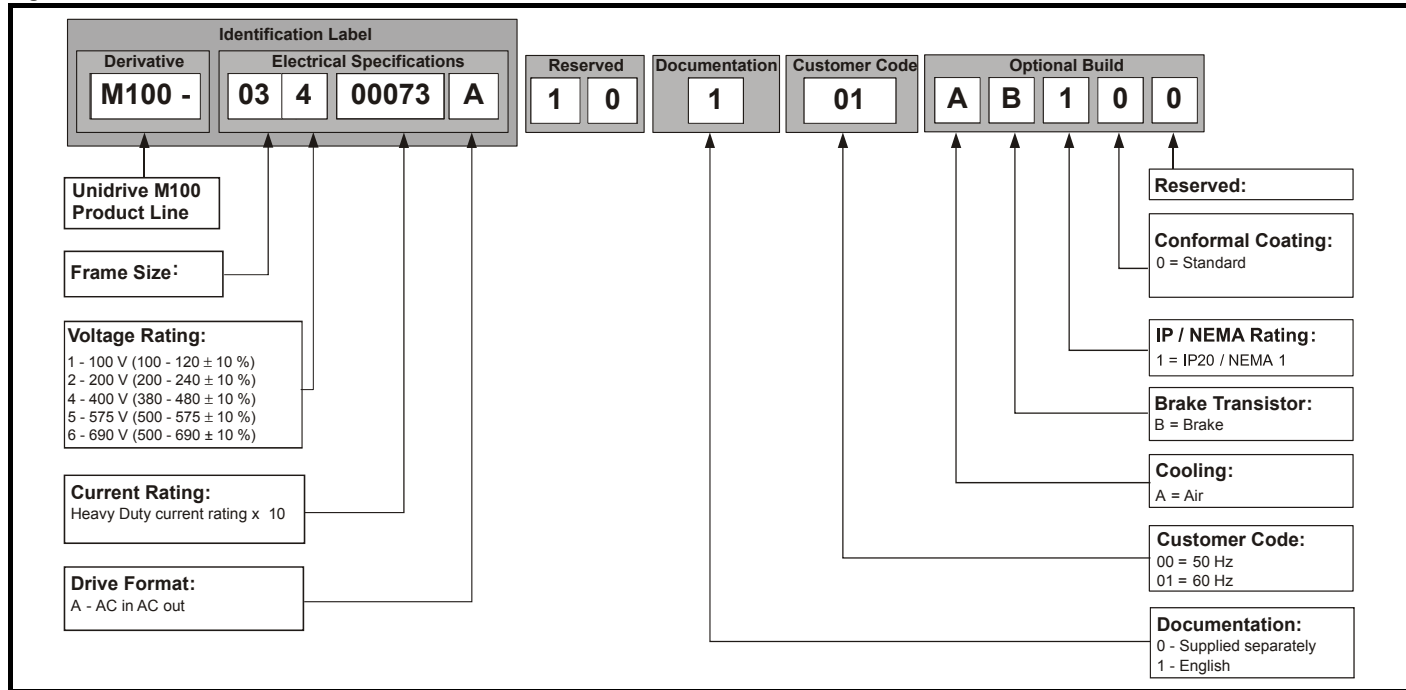 Identification Label
Derivative
Electrical Specifications
Reserved
Documentation
Customer Code
Optional Build
M100 -
03 4 00073 A
1 0
1
01
A B 1 0 0
Unidrive M100
Product Line
Frame Size:
Voltage Rating:
1 - 100 V (100 - 120 ± 10 %)
2 - 200 V (200 - 240 ± 10 %)
4 - 400 V (380 - 480 ± 10 %)
5 - 575 V (500 - 575 ± 10 %)
6 - 690 V (500 - 690 ± 10 %)
Current Rating:
Heavy Duty current rating x 10
Drive Format:
A - AC in AC out
Reserved:
Conformal Coating:
0 = Standard
IP / NEMA Rating:
1 = IP20 / NEMA 1
Brake Transistor:
B = Brake
Cooling:
A = Air
Customer Code:
00 = 50 Hz
01 = 60 Hz
Documentation:
0 - Supplied separately
1 - English